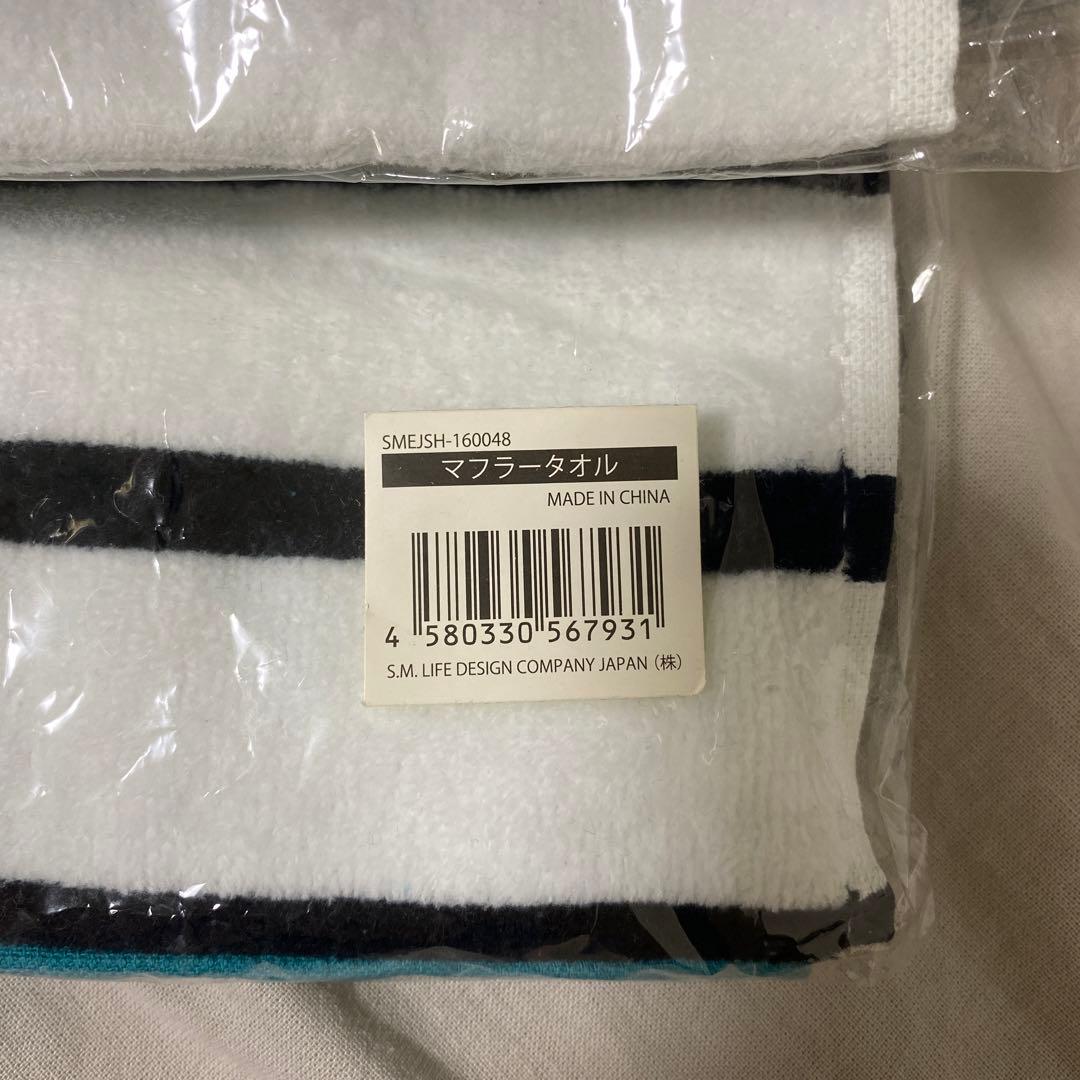 SMEJSH-160048
マフラータオル
MADE IN CHINA
4 580330 567931
S.M. LIFE DESIGN COMPANY JAPAN（株）